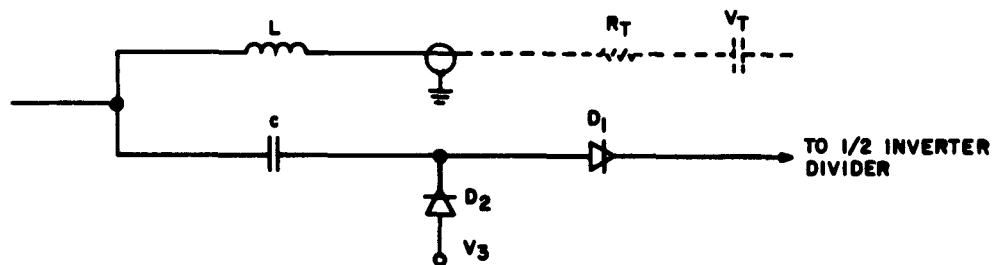 L
R_T
V_T
c
D_1
TO 1/2 INVERTER
DIVIDER
D_2
V_3